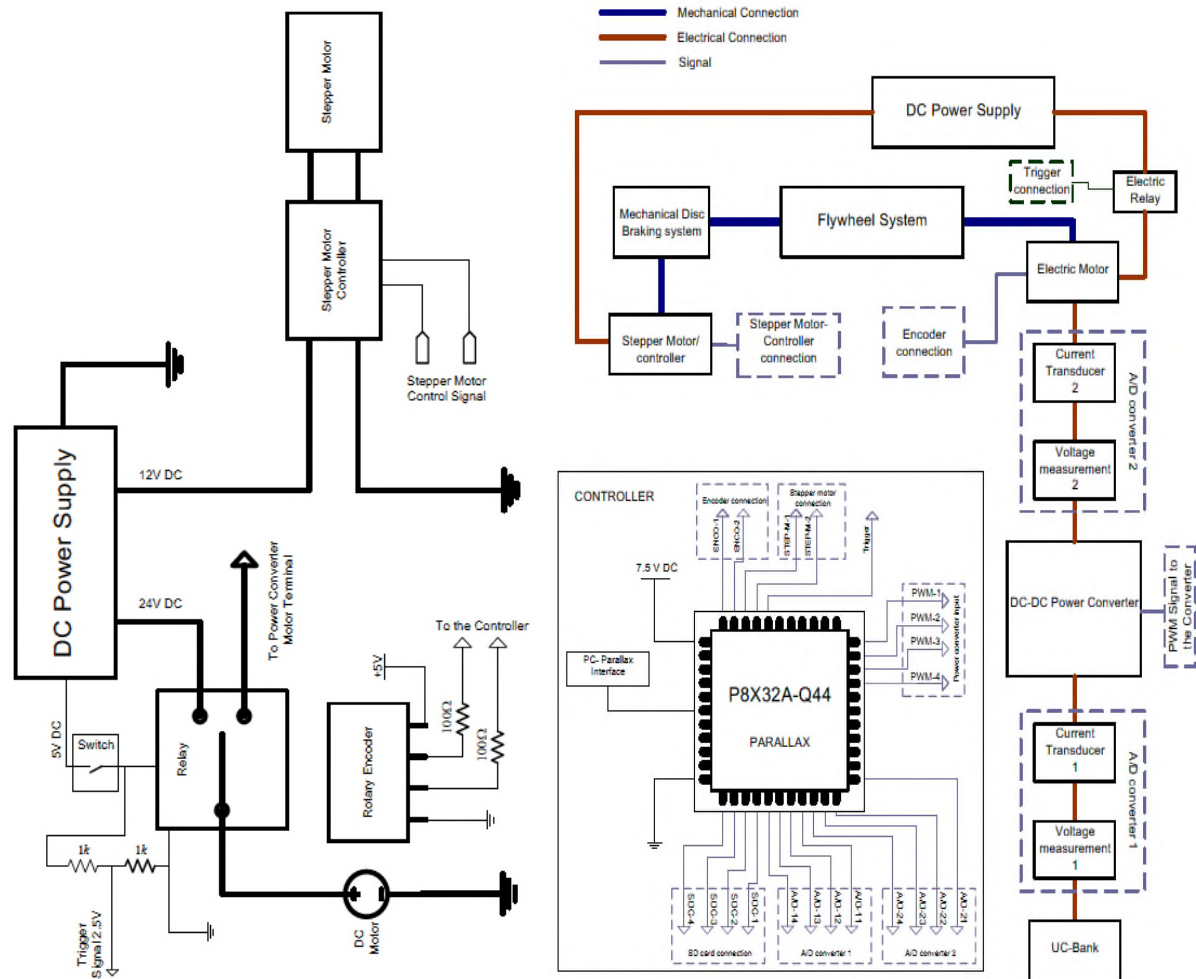 Stepper Motor
Stepper Motor
Controller
Stepper Motor
Control Signal
DC Power Supply
12V DC
24V DC
5V DC
To Power Converter
Motor Terminal
Switch
Relay
1k
1k
Trigger
Signal 2.5V
DC
Motor
To the Controller
+5V
100Ω
100Ω
Rotary Encoder
Mechanical Connection
Electrical Connection
Signal
DC Power Supply
Trigger
connection
Electric
Relay
Mechanical Disc
Braking system
Flywheel System
Electric Motor
Stepper Motor/
controller
Stepper Motor-
Controller
connection
Encoder
connection
Current
Transducer
2
Voltage
measurement
2
A/D converter 2
DC-DC Power Converter
PWM Signal to
the Converter
Current
Transducer
1
Voltage
measurement
1
A/D converter 1
UC-Bank
CONTROLLER
Encoder connection
Stepper motor
connection
ENCO-1
ENCO-2
STEP-M-1
STEP-M-2
Trigger
7.5 V DC
PC- Parallax
Interface
P8X32A-Q44
PARALLAX
PWM-1
PWM-2
PWM-3
PWM-4
Power converter input
SDC-4
SDC-3
SDC-2
SDC-1
A/D-14
A/D-13
A/D-12
A/D-11
A/D-24
A/D-23
A/D-22
A/D-21
SD card connection
A/D converter 1
A/D converter 2